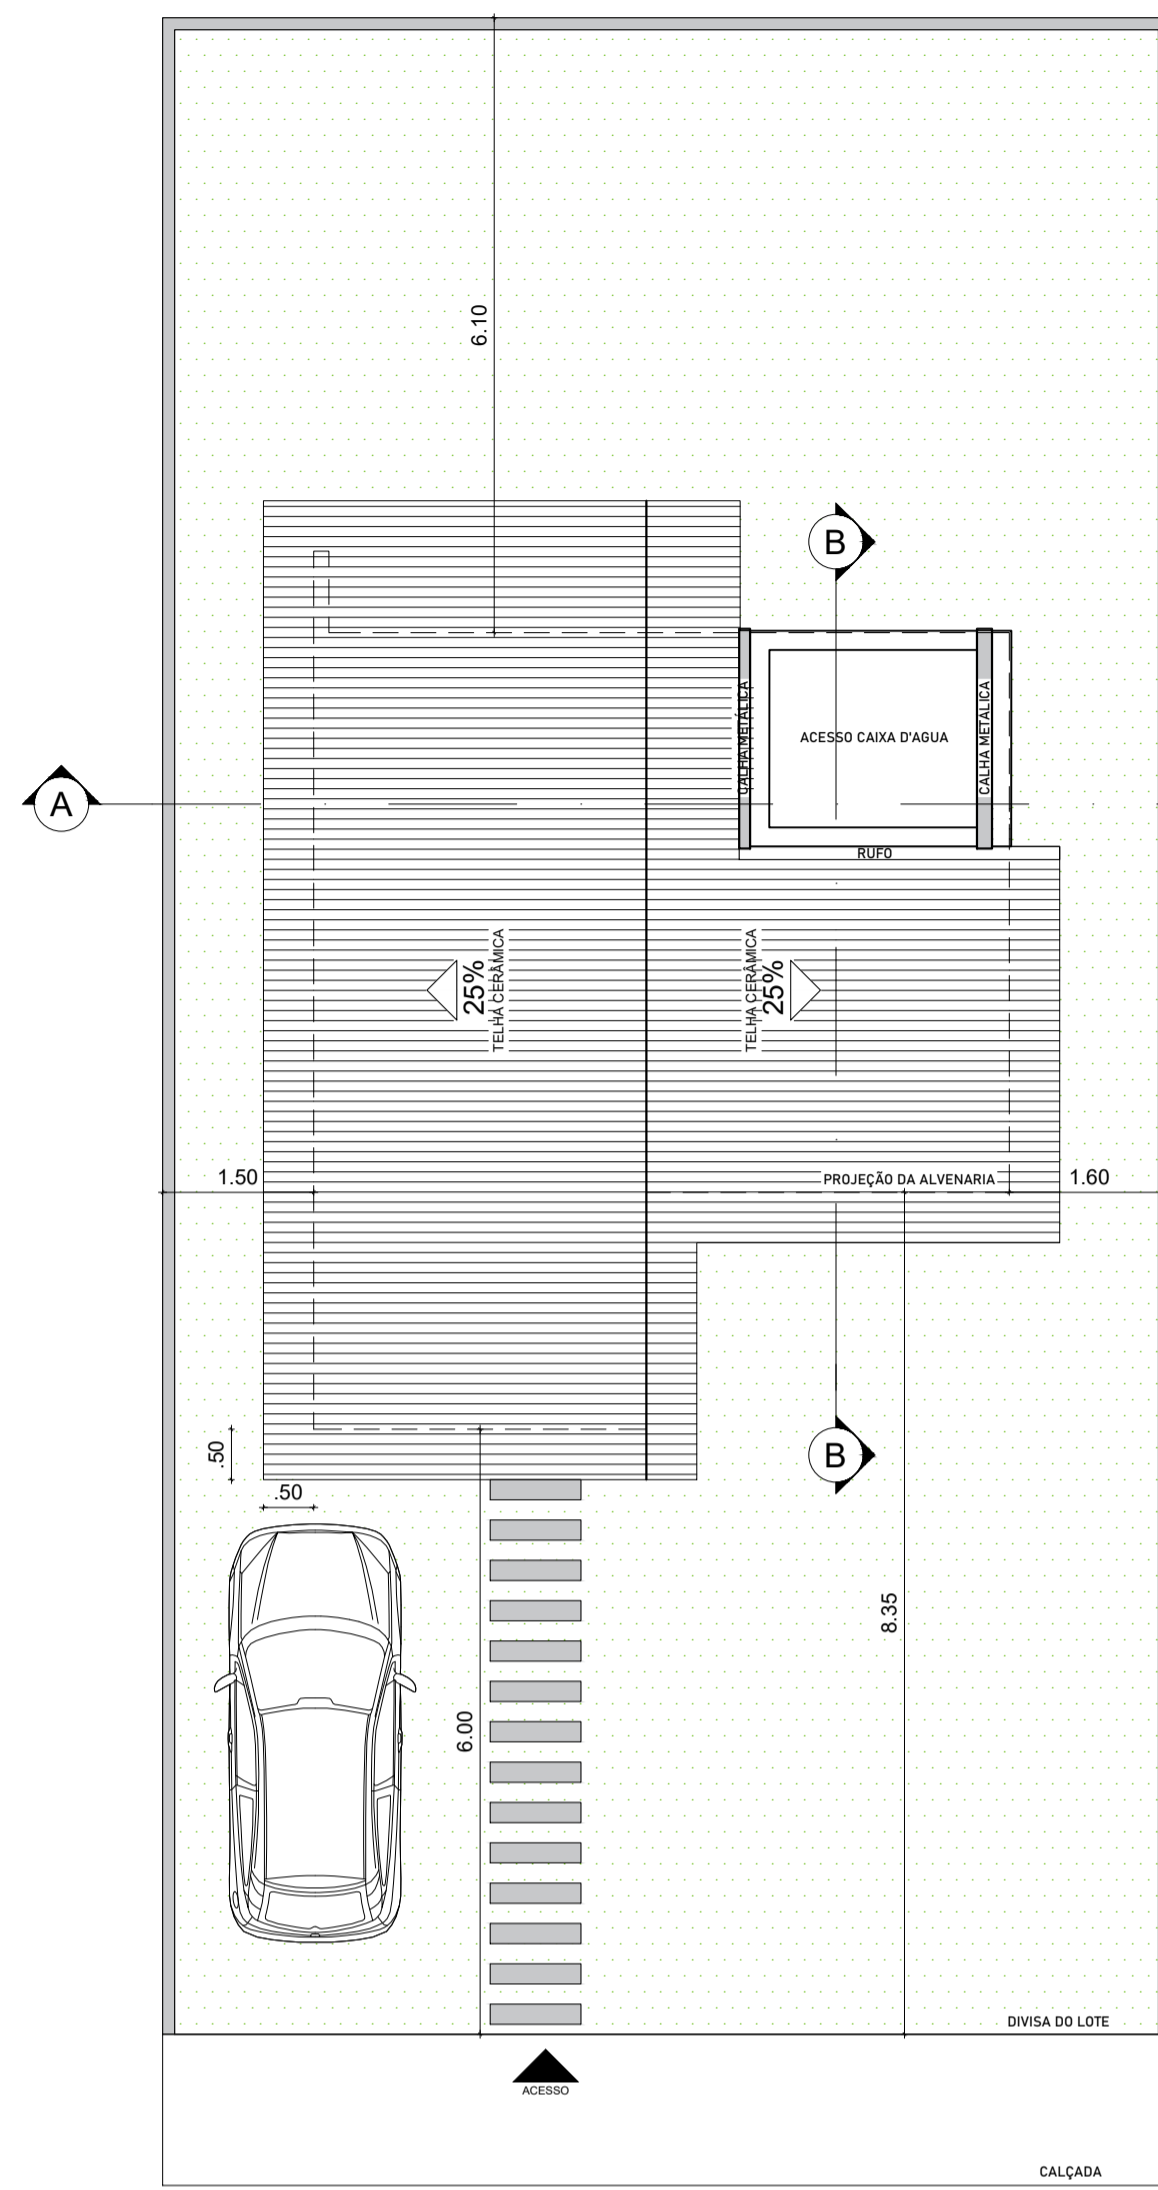 6.10
B
CALHA METÁLICA
ACESSO CAIXA D'AGUA
CALHA METÁLICA
A
RUFO
25%
TELHA CERÂMICA
TELHA CERÂMICA
25%
1.50
PROJEÇÃO DA ALVENARIA
1.60
.50
B
.50
8.35
6.00
DIVISA DO LOTE
ACESSO
CALÇADA